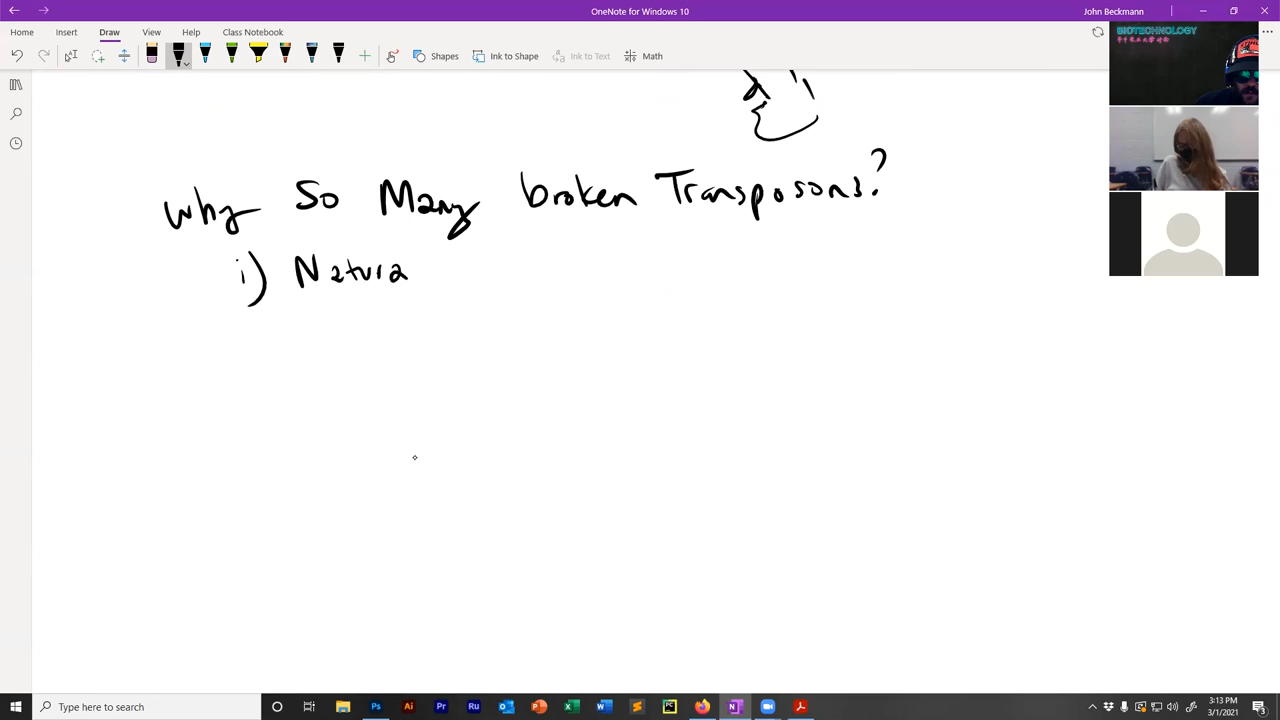 OneNote for Windows 10
John Beckmann
Home Insert Draw View Help Class Notebook
Shapes Ink to Shape Ink to Text Math
BIOTECHNOLOGY
Why So Many broken Transposons?
i) Natura
Type here to search
3:13 PM
3/1/2021